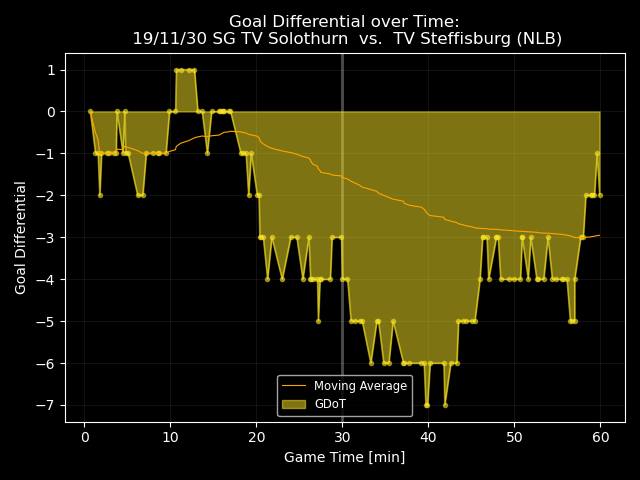 Goal Differential over Time:
19/11/30 SG TV Solothurn  vs.  TV Steffisburg (NLB)
Goal Differential
1
0
−1
−2
−3
−4
−5
−6
−7
Moving Average
GDoT
0
10
20
30
40
50
60
Game Time [min]